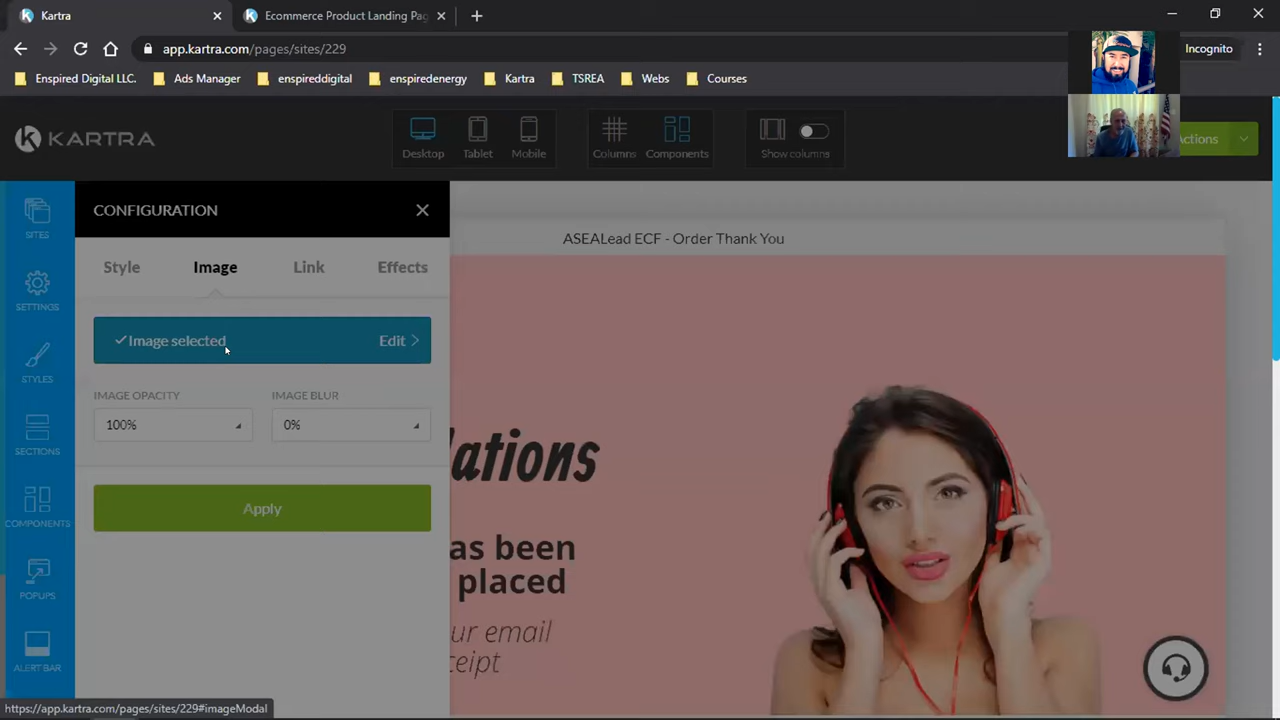 Kartra
Ecommerce Product Landing Pag
app.kartra.com/pages/sites/229
Incognito
Enspired Digital LLC.
Ads Manager
enspireddigital
enspiredenergy
Kartra
TSREA
Webs
Courses
KARTRA
Desktop
Tablet
Mobile
Columns
Components
Show columns
Actions
SITES
SETTINGS
STYLES
SECTIONS
COMPONENTS
POPUPS
ALERT BAR
CONFIGURATION
Style
Image
Link
Effects
Image selected
Edit
IMAGE OPACITY
IMAGE BLUR
100%
0%
Apply
ASEALead ECF - Order Thank You
lations
as been
placed
ur email
ceipt
https://app.kartra.com/pages/sites/229#imageModal